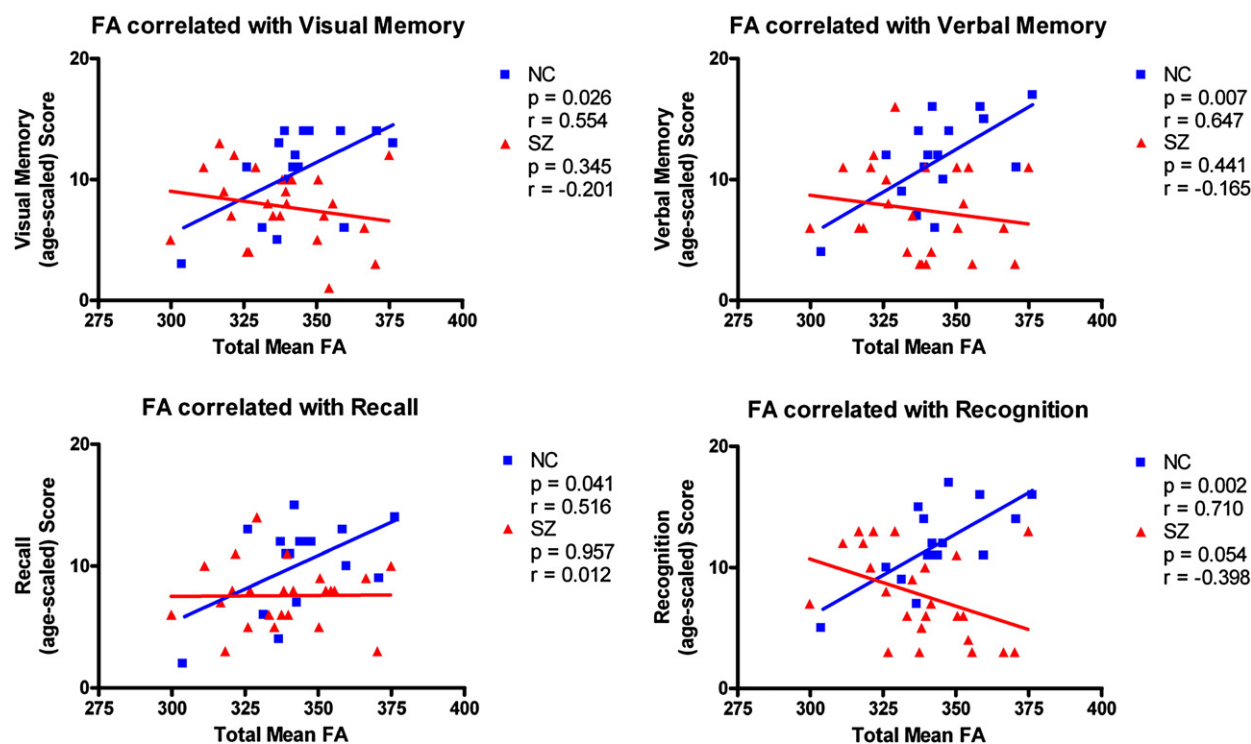 FA correlated with Visual Memory
20
10
0
275
300
325
350
375
400
Visual Memory
(age-scaled) Score
Total Mean FA
NC
p = 0.026
r = 0.554
SZ
p = 0.345
r = -0.201
FA correlated with Verbal Memory
20
10
0
275
300
325
350
375
400
Verbal Memory
(age-scaled) Score
Total Mean FA
NC
p = 0.007
r = 0.647
SZ
p = 0.441
r = -0.165
FA correlated with Recall
20
10
0
275
300
325
350
375
400
Recall
(age-scaled) Score
Total Mean FA
NC
p = 0.041
r = 0.516
SZ
p = 0.957
r = 0.012
FA correlated with Recognition
20
10
0
275
300
325
350
375
400
Recognition
(age-scaled) Score
Total Mean FA
NC
p = 0.002
r = 0.710
SZ
p = 0.054
r = -0.398